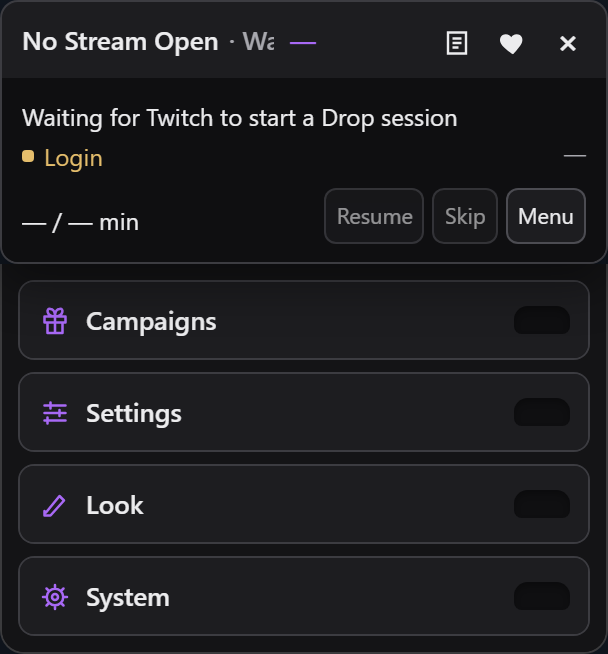 No Stream Open · Wa —
Waiting for Twitch to start a Drop session
Login —
— / — min
Resume Skip Menu
Campaigns
Settings
Look
System